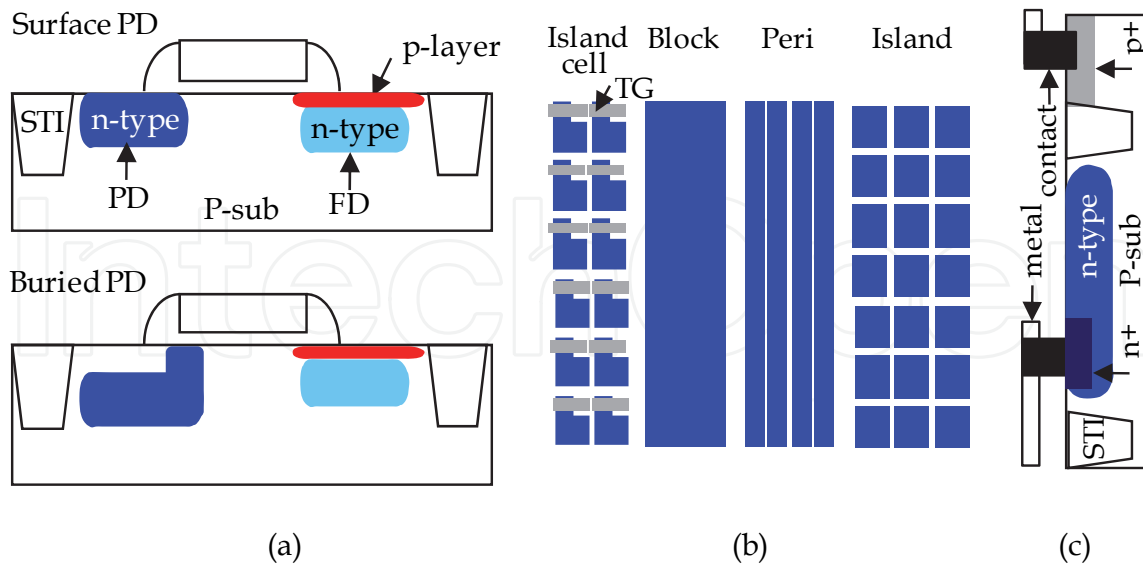 Surface PD
p-layer
STI
n-type
n-type
PD
P-sub
FD
Buried PD
(a)
Island
cell
Block
Peri
Island
TG
(b)
p+
contact
metal
n-type
P-sub
n+
STI
(c)
IntechOpen